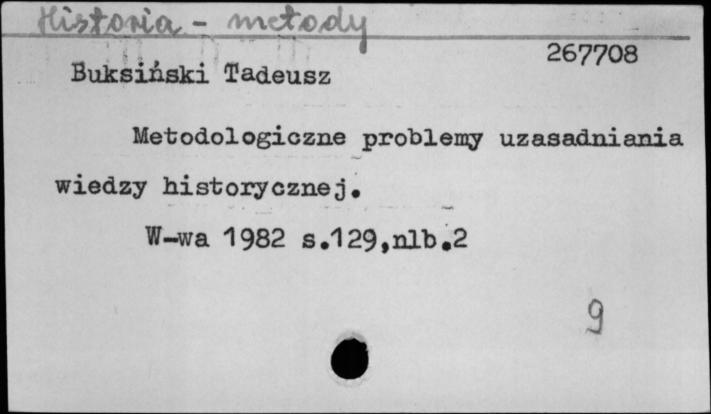 Historia - metody
267708
Buksiński Tadeusz
Metodologiczne problemy uzasadniania
wiedzy historycznej.
W-wa 1982 s.129,nlb.2
9